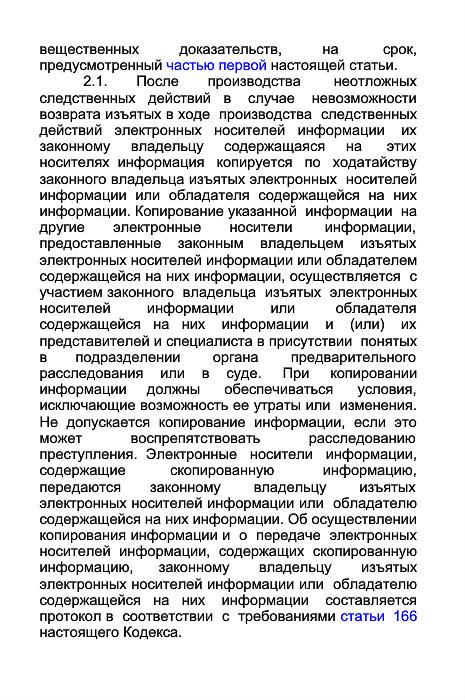 вещественных доказательств, на срок,
предусмотренный частью первой настоящей статьи.
2.1. После производства неотложных
следственных действий в случае невозможности
возврата изъятых в ходе производства следственных
действий электронных носителей информации их
законному владельцу содержащаяся на этих
носителях информация копируется по ходатайству
законного владельца изъятых электронных носителей
информации или обладателя содержащейся на них
информации. Копирование указанной информации на
другие электронные носители информации,
предоставленные законным владельцем изъятых
электронных носителей информации или обладателем
содержащейся на них информации, осуществляется с
участием законного владельца изъятых электронных
носителей информации или обладателя
содержащейся на них информации и (или) их
представителей и специалиста в присутствии понятых
в подразделении органа предварительного
расследования или в суде. При копировании
информации должны обеспечиваться условия,
исключающие возможность ее утраты или изменения.
Не допускается копирование информации, если это
может воспрепятствовать расследованию
преступления. Электронные носители информации,
содержащие скопированную информацию,
передаются законному владельцу изъятых
электронных носителей информации или обладателю
содержащейся на них информации. Об осуществлении
копирования информации и о передаче электронных
носителей информации, содержащих скопированную
информацию, законному владельцу изъятых
электронных носителей информации или обладателю
содержащейся на них информации составляется
протокол в соответствии с требованиями статьи 166
настоящего Кодекса.